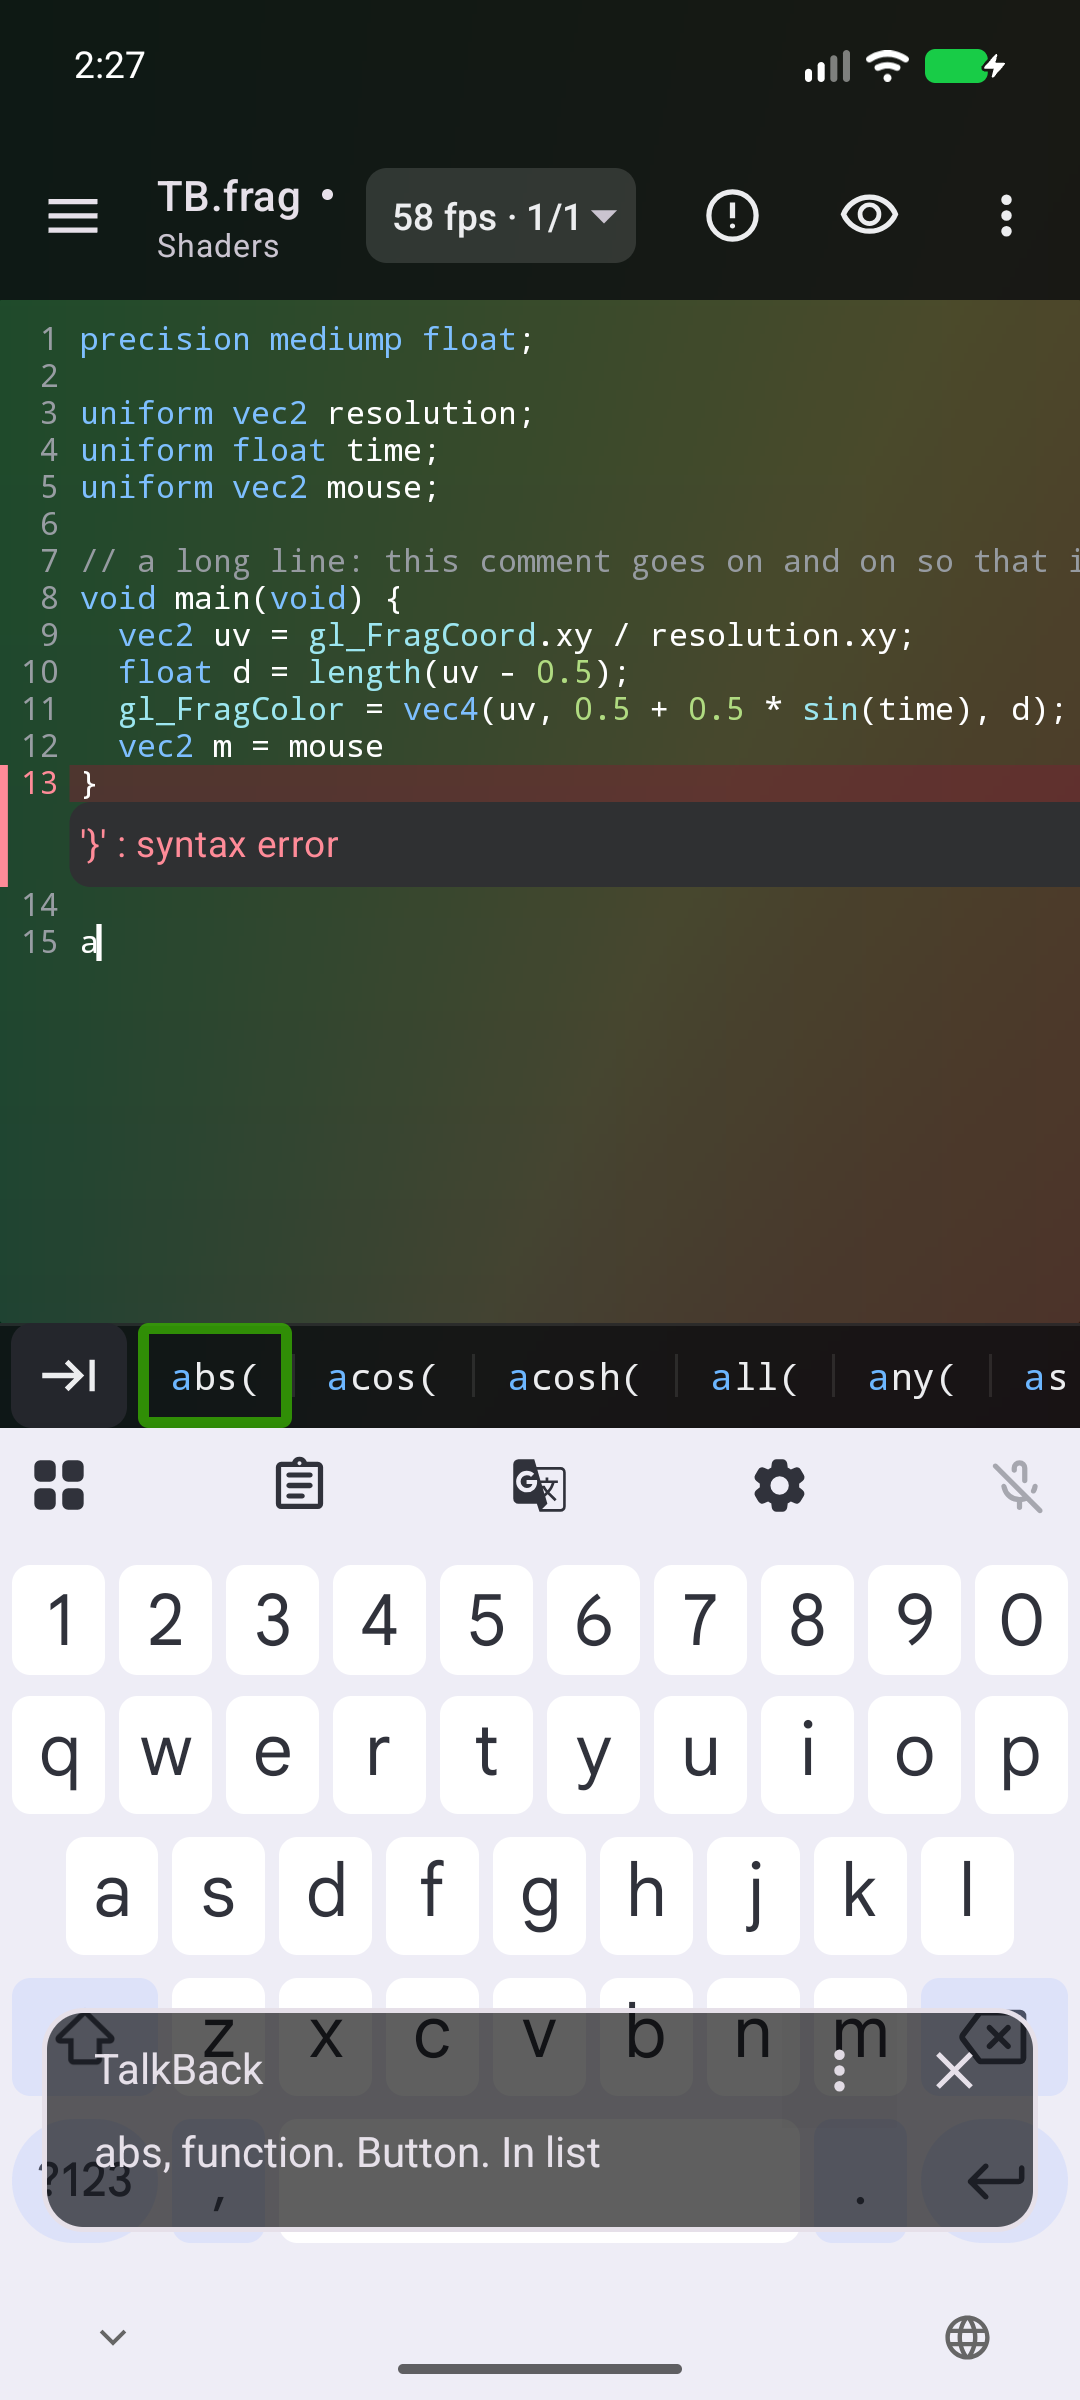 2:27
TB.frag •
Shaders
58 fps · 1/1
1 precision mediump float;
2
3 uniform vec2 resolution;
4 uniform float time;
5 uniform vec2 mouse;
6
7 // a long line: this comment goes on and on so that i
8 void main(void) {
9   vec2 uv = gl_FragCoord.xy / resolution.xy;
10   float d = length(uv - 0.5);
11   gl_FragColor = vec4(uv, 0.5 + 0.5 * sin(time), d);
12   vec2 m = mouse
13 }
'}' : syntax error
14
15 a
abs( acos( acosh( all( any( as
1 2 3 4 5 6 7 8 9 0
q w e r t y u i o p
a s d f g h j k l
z x c v b n m
TalkBack
abs, function. Button. In list
?123 , .